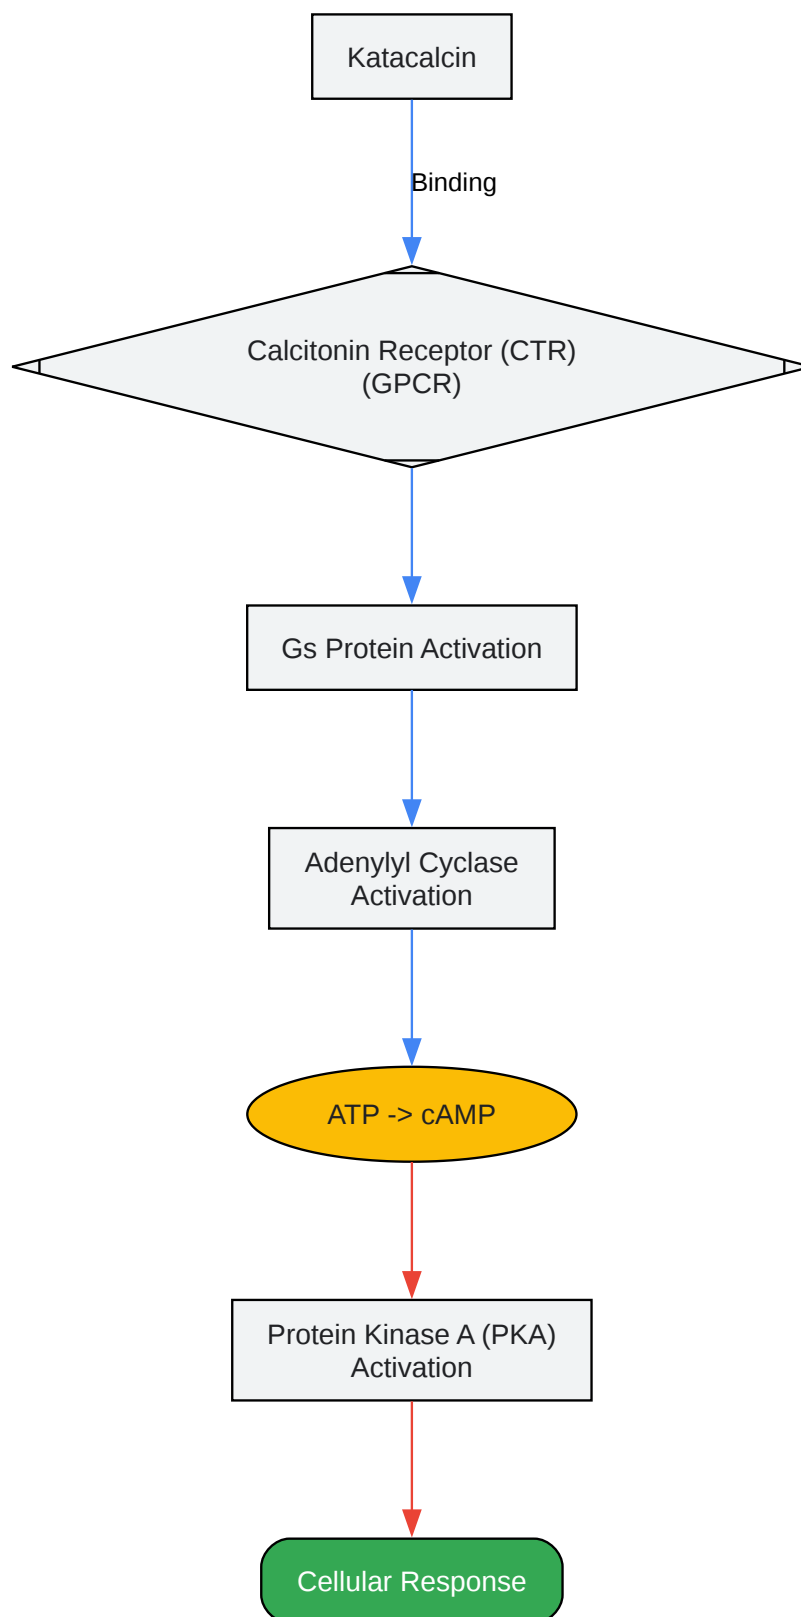 Katacalcin
Binding
Calcitonin Receptor (CTR)
(GPCR)
Gs Protein Activation
Adenylyl Cyclase
Activation
ATP -> cAMP
Protein Kinase A (PKA)
Activation
Cellular Response